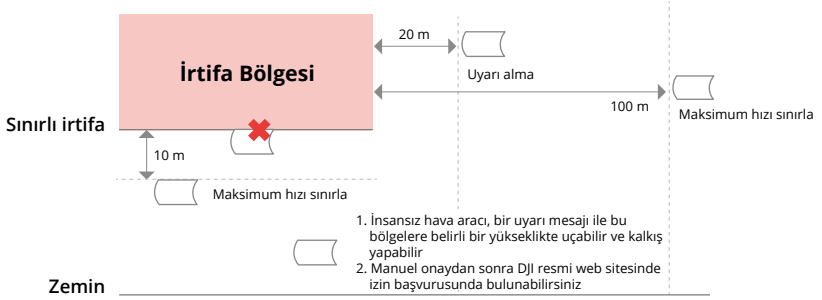 20 m
İrtifa Bölgesi
Uyarı alma
100 m
Maksimum hızı sınırla
Sınırlı irtifa
10 m
Maksimum hızı sınırla
1. İnsansız hava aracı, bir uyarı mesajı ile bu
bölgelere belirli bir yükseklikte uçabilir ve kalkış
yapabilir
2. Manuel onaydan sonra DJI resmi web sitesinde
izin başvurusunda bulunabilirsiniz
Zemin